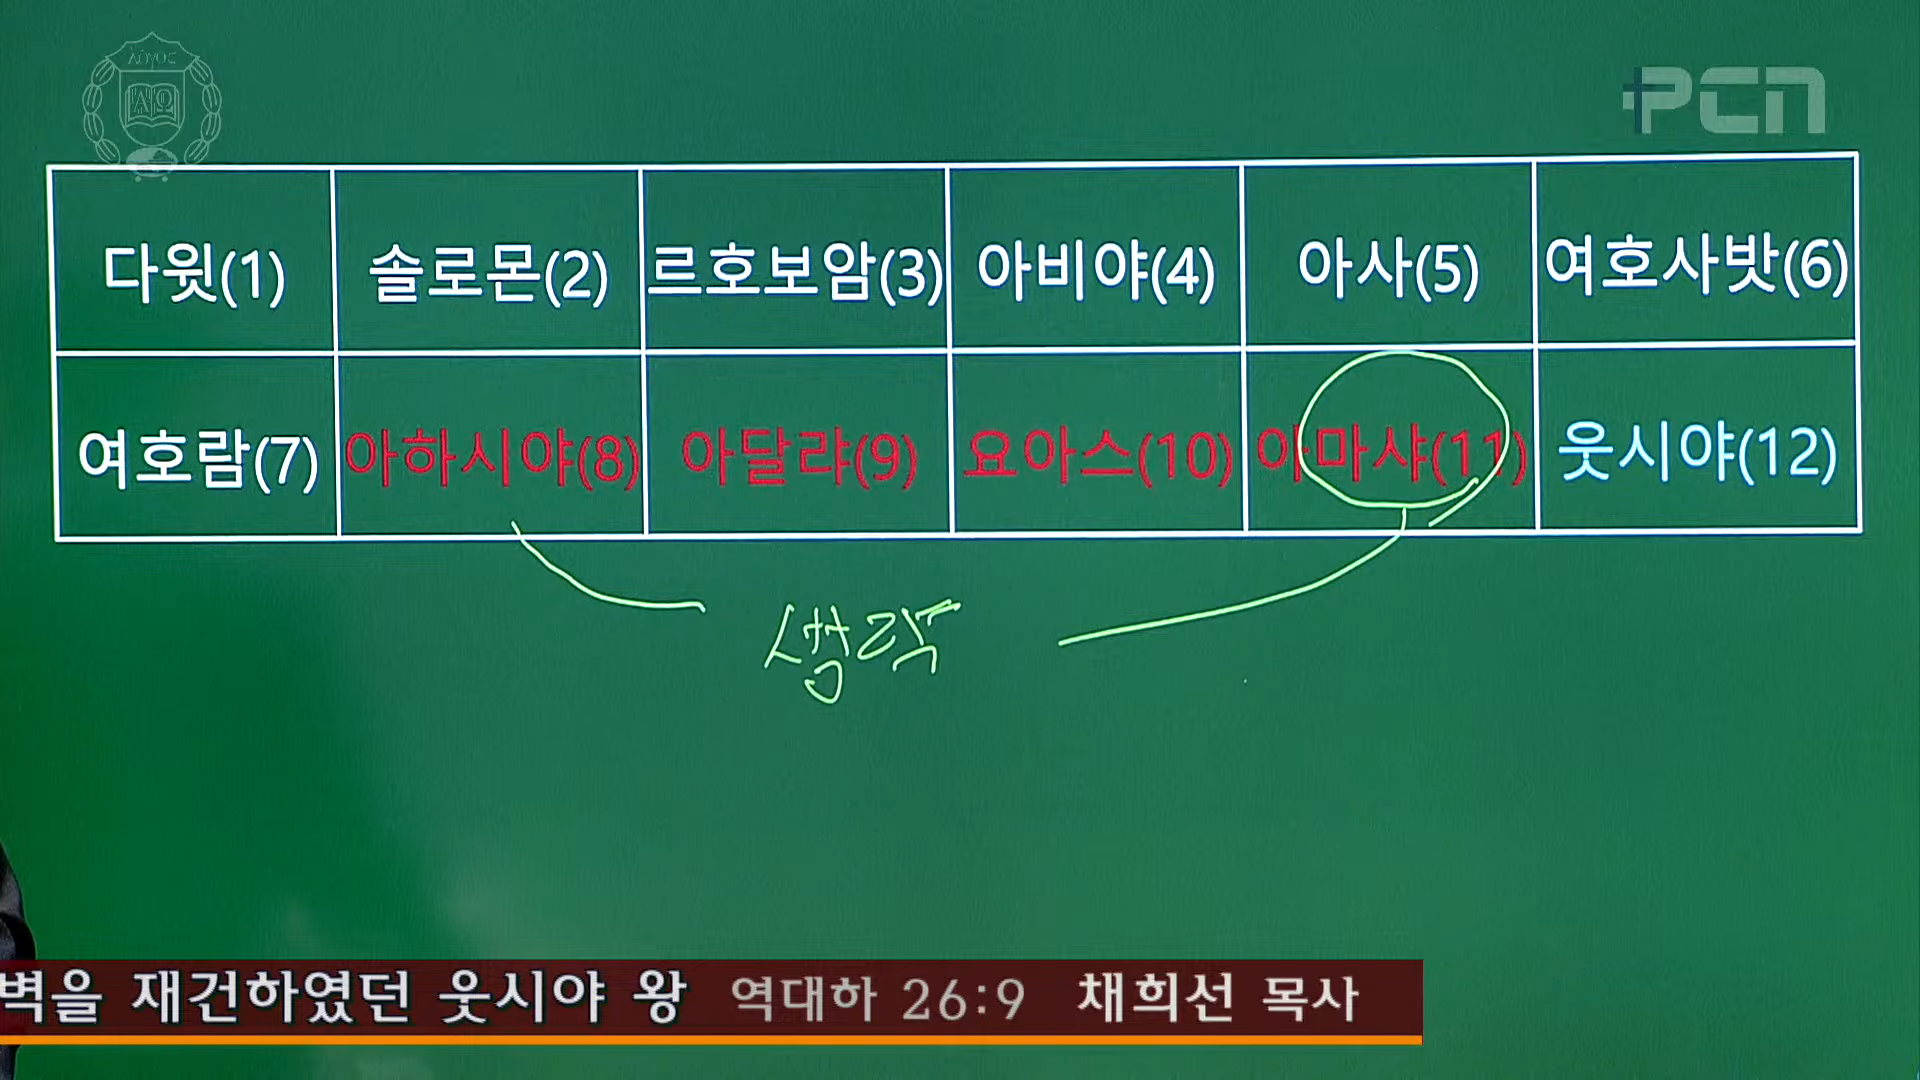 ΛΟΓΟΣ
Α Ω
PCN
다윗(1) 솔로몬(2) 르호보암(3) 아비야(4) 아사(5) 여호사밧(6)
여호람(7) 아하시야(8) 아달랴(9) 요아스(10) 아마샤(11) 웃시야(12)
생략
벽을 재건하였던 웃시야 왕 역대하 26:9 채희선 목사